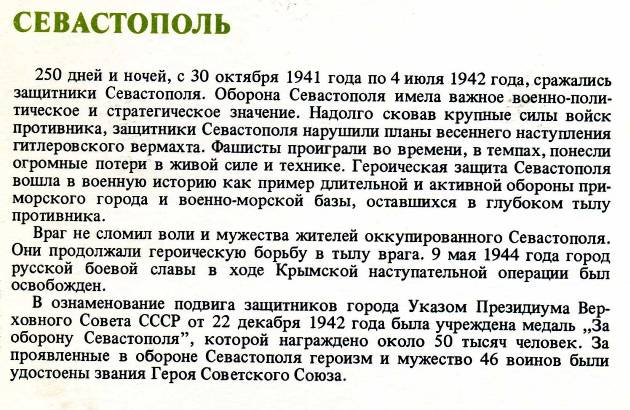 СЕВАСТОПОЛЬ
250 дней и ночей, с 30 октября 1941 года по 4 июля 1942 года, сражались
защитники Севастополя. Оборона Севастополя имела важное военно-поли-
тическое и стратегическое значение. Надолго сковав крупные силы войск
противника, защитники Севастополя нарушили планы весеннего наступления
гитлеровского вермахта. Фашисты проиграли во времени, в темпах, понесли
огромные потери в живой силе и технике. Героическая защита Севастополя
вошла в военную историю как пример длительной и активной обороны при-
морского города и военно-морской базы, оставшихся в глубоком тылу
противника.
Враг не сломил воли и мужества жителей оккупированного Севастополя.
Они продолжали героическую борьбу в тылу врага. 9 мая 1944 года город
русской боевой славы в ходе Крымской наступательной операции был
освобожден.
В ознаменование подвига защитников города Указом Президиума Вер-
ховного Совета СССР от 22 декабря 1942 года была учреждена медаль „За
оборону Севастополя”, которой награждено около 50 тысяч человек. За
проявленные в обороне Севастополя героизм и мужество 46 воинов были
удостоены звания Героя Советского Союза.